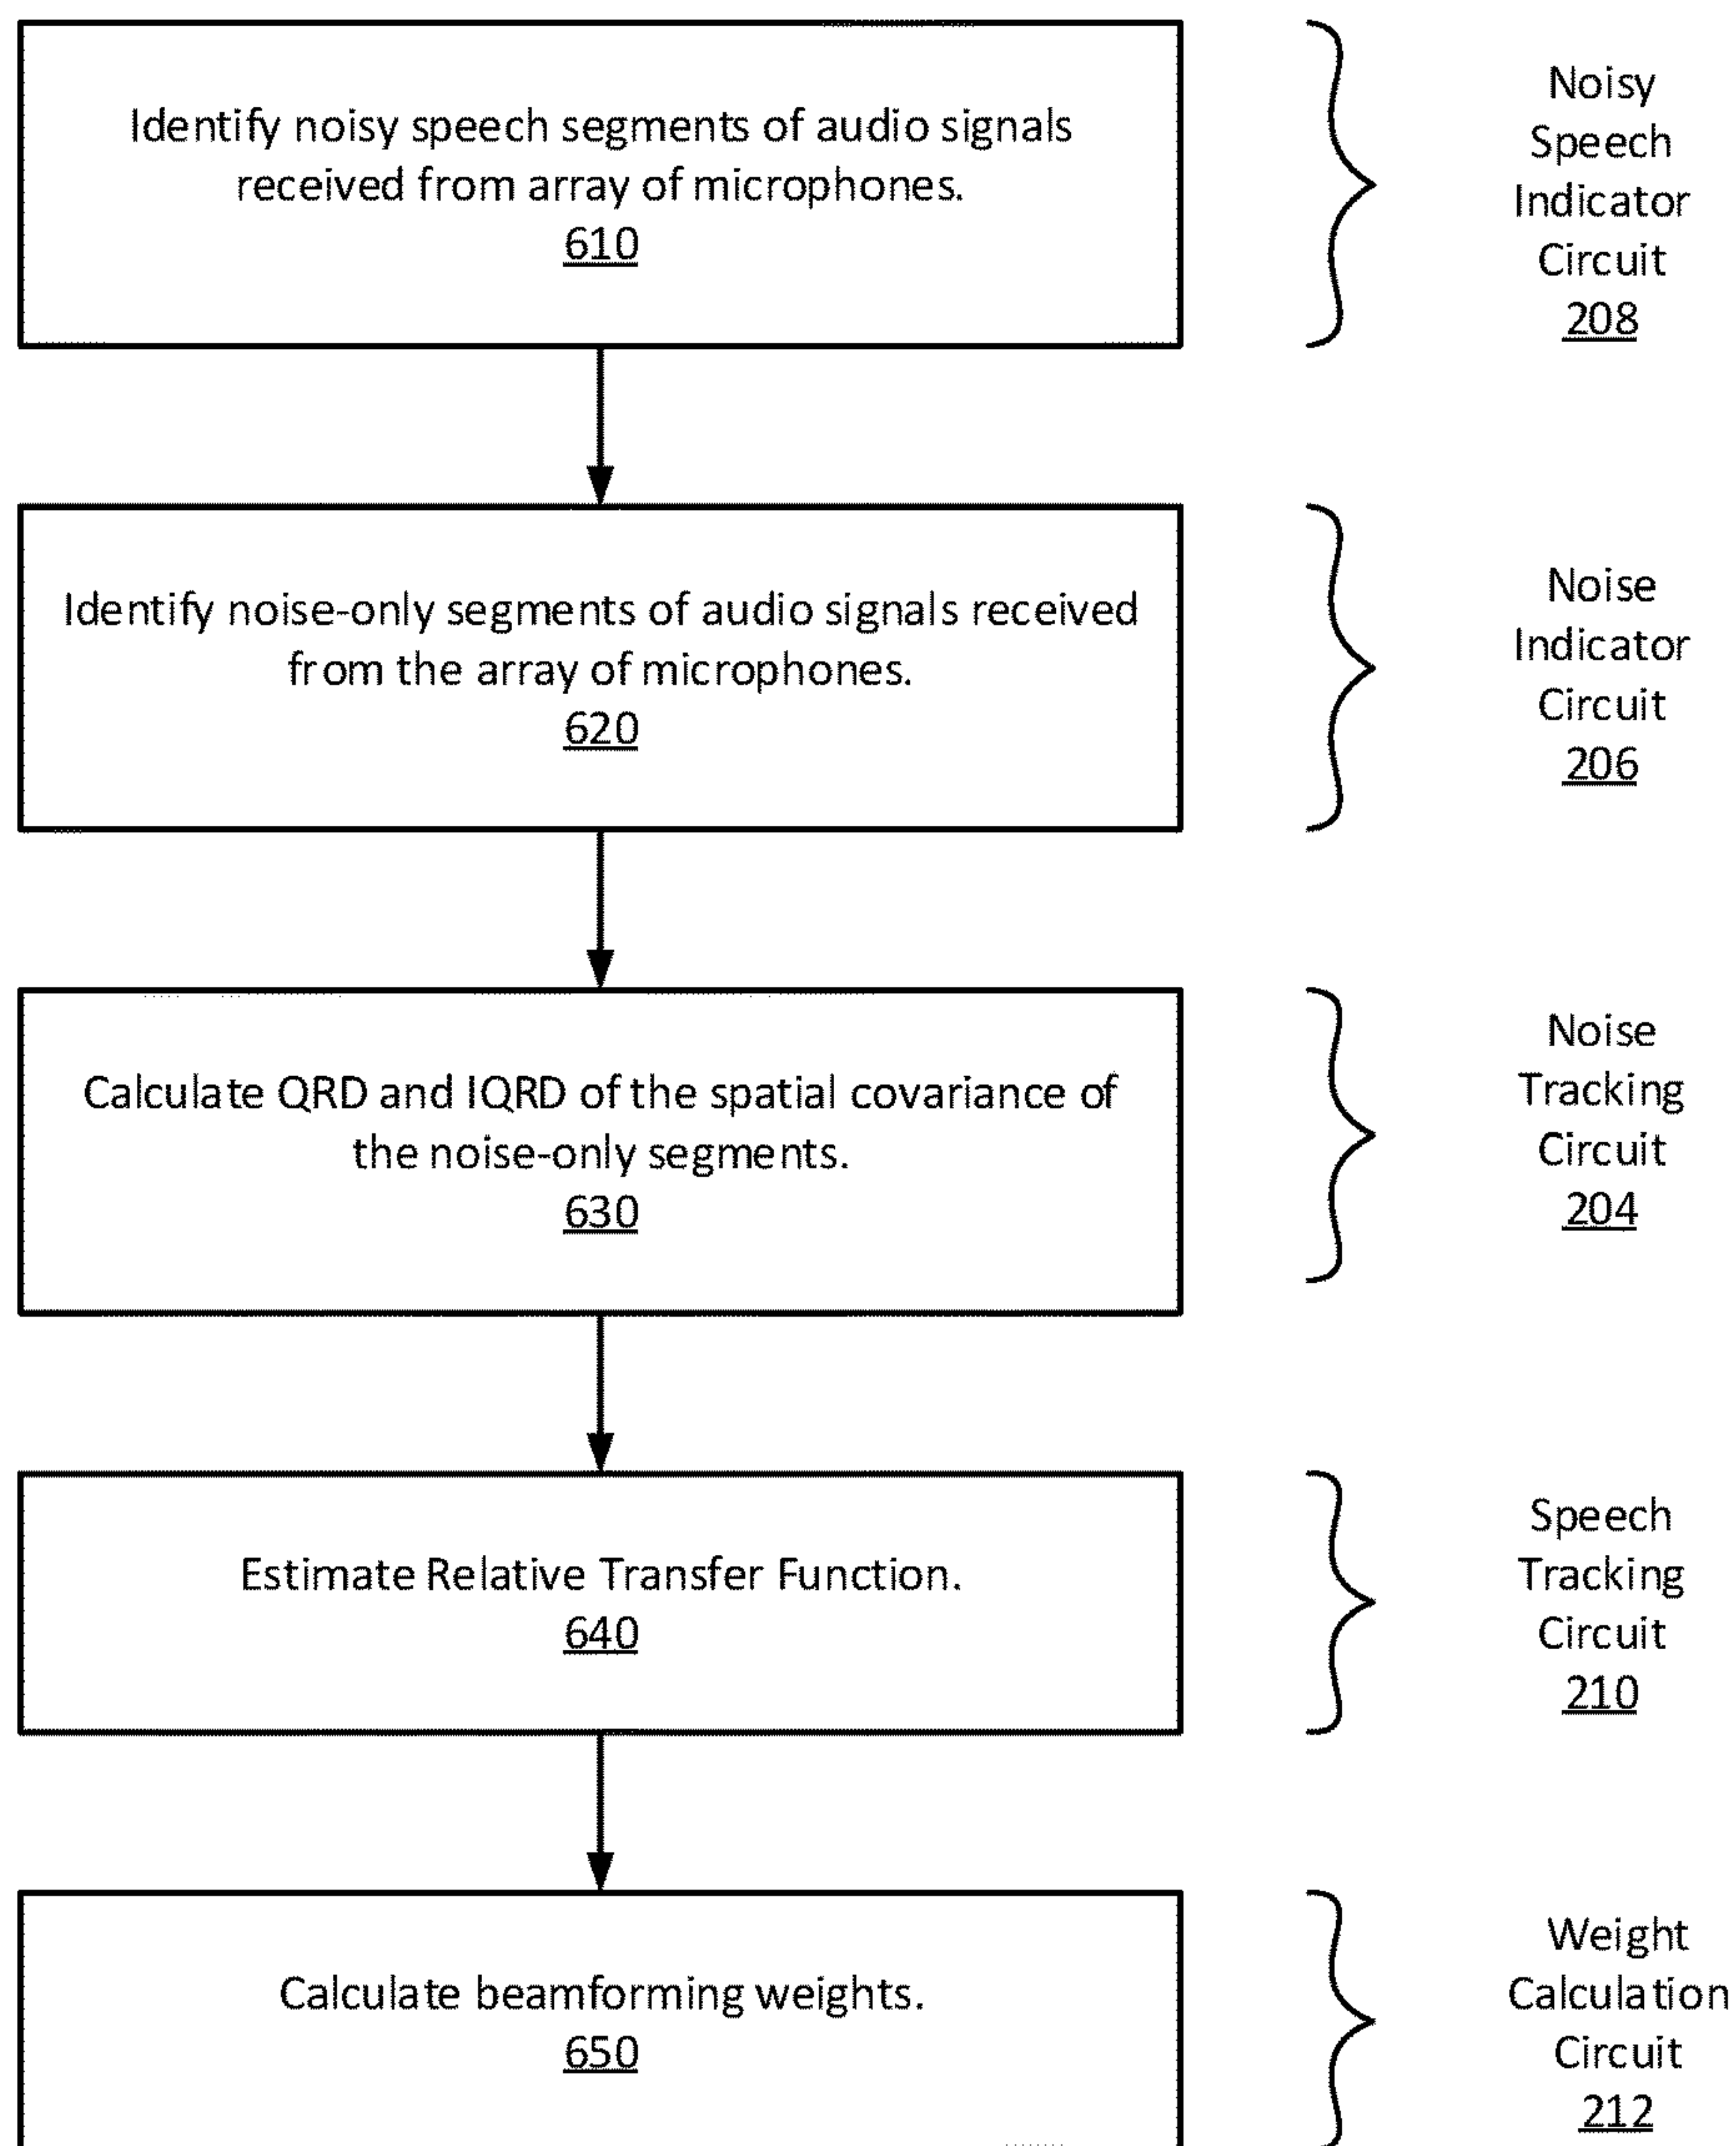 Identify noisy speech segments of audio signals
received from array of microphones.
610
Noisy
Speech
Indicator
Circuit
208
Identify noise-only segments of audio signals received
from the array of microphones.
620
Noise
Indicator
Circuit
206
Calculate QRD and IQRD of the spatial covariance of
the noise-only segments.
630
Noise
Tracking
Circuit
204
Estimate Relative Transfer Function.
640
Speech
Tracking
Circuit
210
Calculate beamforming weights.
650
Weight
Calculation
Circuit
212